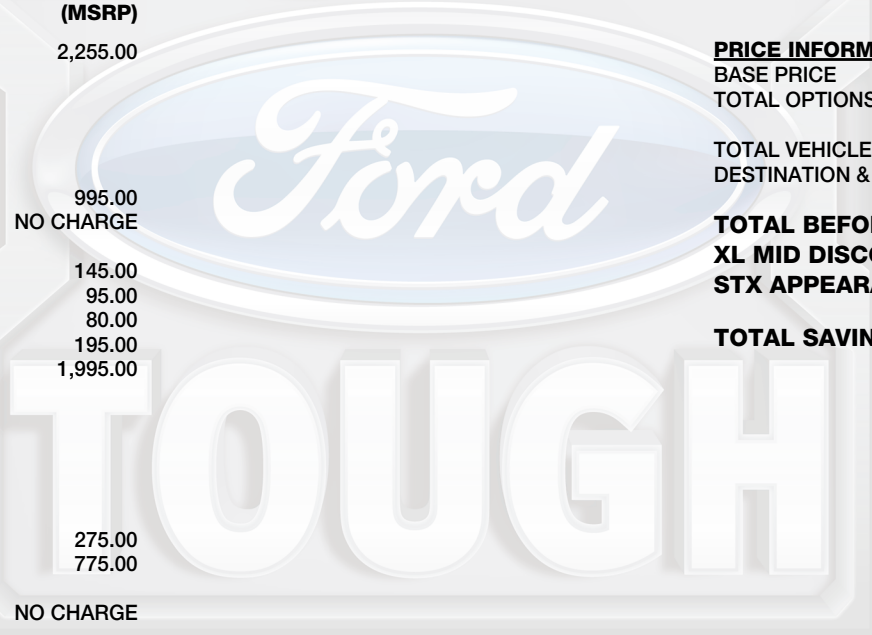 (MSRP)
2,255.00
995.00
NO CHARGE
145.00
95.00
80.00
195.00
1,995.00
275.00
775.00
NO CHARGE
PRICE INFORM
BASE PRICE
TOTAL OPTIONS
TOTAL VEHICLE
DESTINATION &
TOTAL BEFO
XL MID DISCO
STX APPEAR
TOTAL SAVIN
Ford
TOUGH